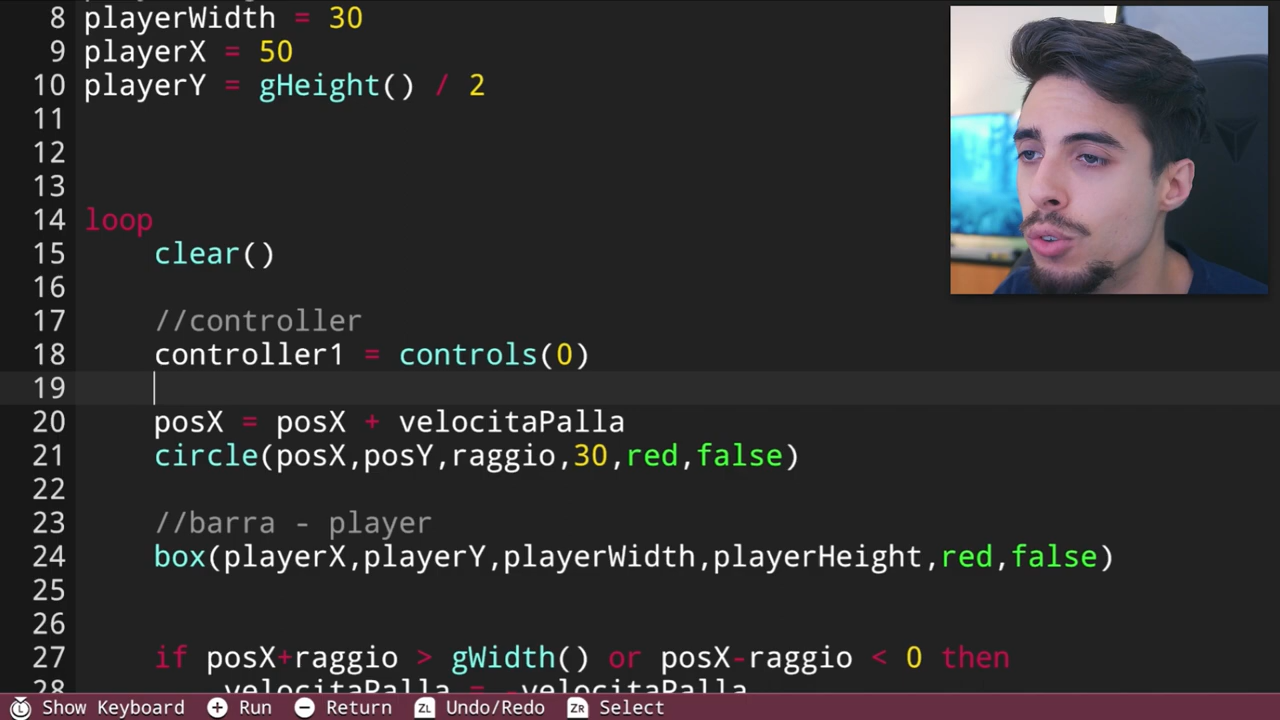 8 playerWidth = 30
9 playerX = 50
10 playerY = gHeight() / 2
11
12
13
14 loop
15 clear()
16
17 //controller
18 controller1 = controls(0)
19
20 posX = posX + velocitaPalla
21 circle(posX,posY,raggio,30,red,false)
22
23 //barra - player
24 box(playerX,playerY,playerWidth,playerHeight,red,false)
25
26
27 if posX+raggio > gWidth() or posX-raggio < 0 then
28 velocitaPalla = -velocitaPalla
L Show Keyboard + Run - Return ZL Undo/Redo ZR Select